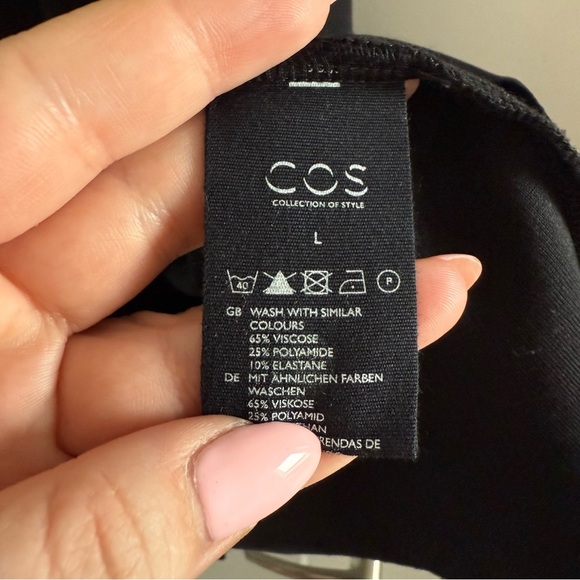 COS
COLLECTION OF STYLE
L
40
P
GB WASH WITH SIMILAR
COLOURS
65% VISCOSE
25% POLYAMIDE
10% ELASTANE
DE MIT ÄHNLICHEN FARBEN
WASCHEN
65% VISKOSE
25% POLYAMID